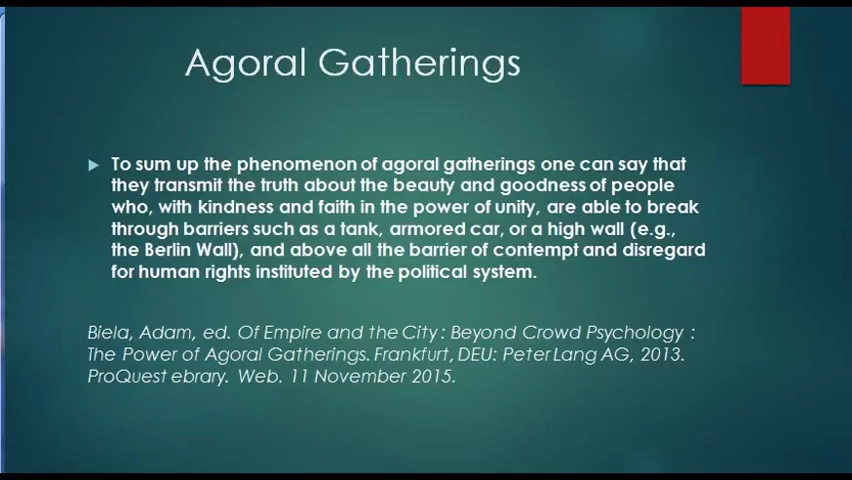 Agoral Gatherings
To sum up the phenomenon of agoral gatherings one can say that
they transmit the truth about the beauty and goodness of people
who, with kindness and faith in the power of unity, are able to break
through barriers such as a tank, armored car, or a high wall (e.g.,
the Berlin Wall), and above all the barrier of contempt and disregard
for human rights instituted by the political system.
Biela, Adam, ed. Of Empire and the City : Beyond Crowd Psychology :
The Power of Agoral Gatherings. Frankfurt, DEU: Peter Lang AG, 2013.
ProQuest ebrary. Web. 11 November 2015.